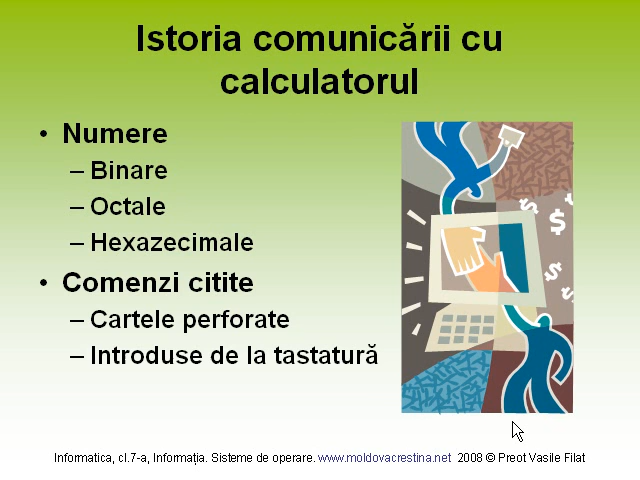 Istoria comunicării cu
calculatorul
• Numere
– Binare
– Octale
– Hexazecimale
• Comenzi citite
– Cartele perforate
– Introduse de la tastatură
$ $ $ $ $
Informatica, cl.7-a, Informația. Sisteme de operare. www.moldovacrestina.net 2008 © Preot Vasile Filat